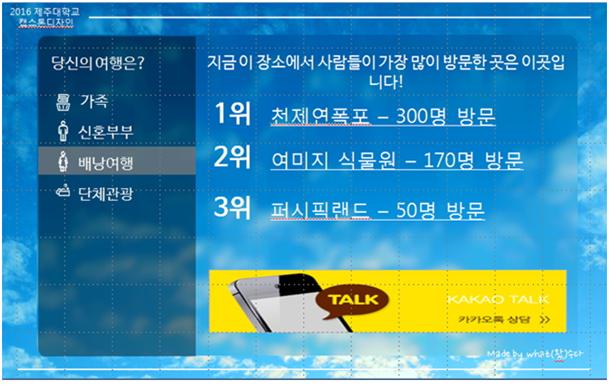 2016 제주대학교
캡스톤디자인
당신의 여행은?
가족
신혼부부
배낭여행
단체관광
지금 이 장소에서 사람들이 가장 많이 방문한 곳은 이곳입
니다!
1위 천제연폭포 – 300명 방문
2위 여미지 식물원 – 170명 방문
3위 퍼시픽랜드 – 50명 방문
TALK
KAKAO TALK
카카오톡 상담 »
Made by what(왓)수다